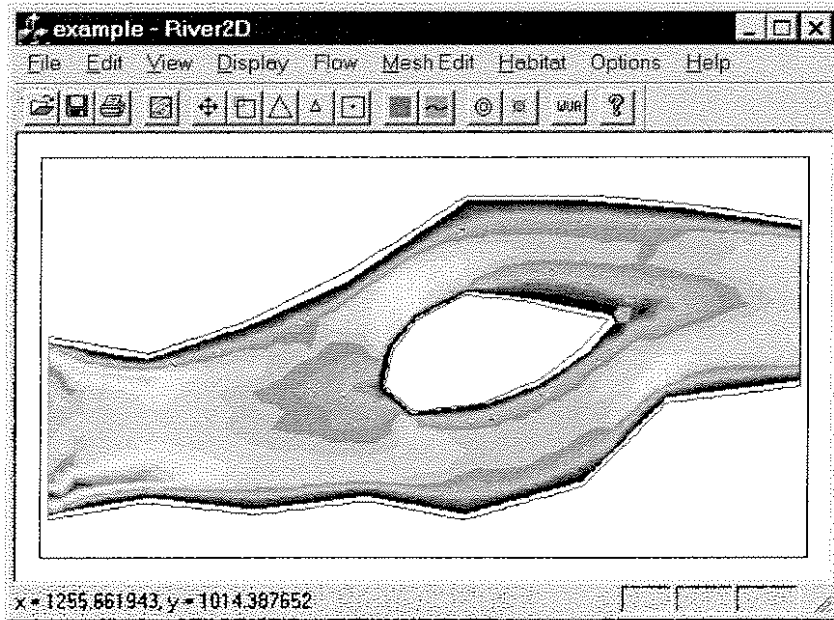 example - River2D
File Edit View Display Flow Mesh Edit Habitat Options Help
WUA ?
x = 1255.661943, y = 1014.387652